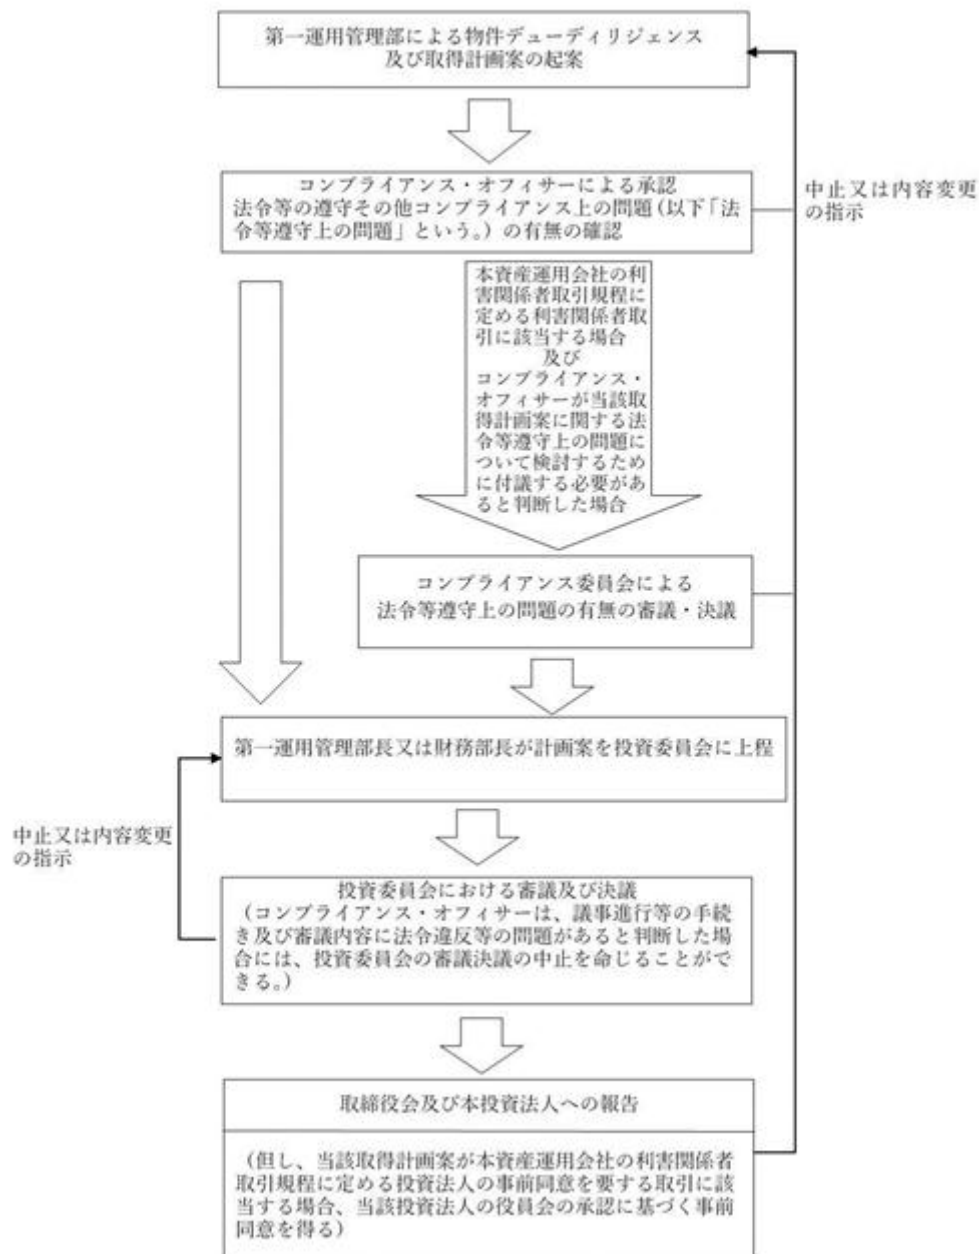 第一運用管理部による物件デューディリジェンス
及び取得計画案の起案
コンプライアンス・オフィサーによる承認
法令等の遵守その他コンプライアンス上の問題(以下「法
令等遵守上の問題」という。)の有無の確認
中止又は内容変更
の指示
本資産運用会社の利
害関係者取引規程に
定める利害関係者取
引に該当する場合
及び
コンプライアンス・
オフィサーが当該取
得計画案に関する法
令等遵守上の問題に
ついて検討するため
に付議する必要があ
ると判断した場合
コンプライアンス委員会による
法令等遵守上の問題の有無の審議・決議
第一運用管理部長又は財務部長が計画案を投資委員会に上程
中止又は内容変更
の指示
投資委員会における審議及び決議
(コンプライアンス・オフィサーは、議事進行等の手続
き及び審議内容に法令違反等の問題があると判断した場
合には、投資委員会の審議決議の中止を命じることがで
きる。)
取締役会及び本投資法人への報告
(但し、当該取得計画案が本資産運用会社の利害関係者
取引規程に定める投資法人の事前同意を要する取引に該
当する場合、当該投資法人の役員会の承認に基づく事前
同意を得る)